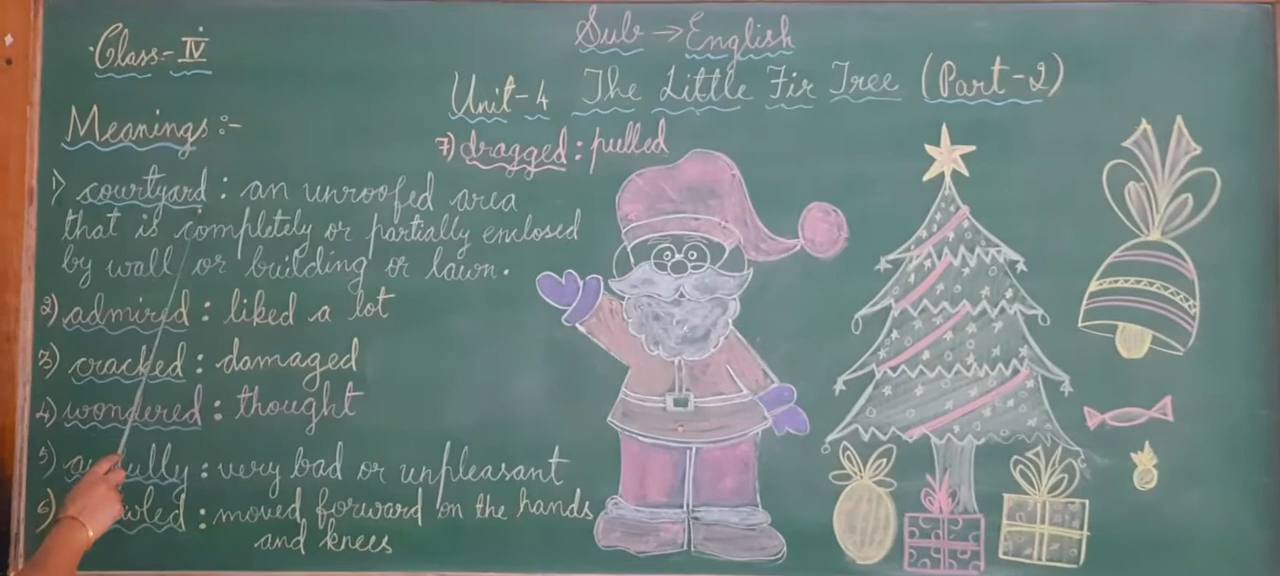 Class-IV
Sub→English
Unit-4 The Little Fir Tree (Part-2)
Meanings:-
1) courtyard : an unroofed area
that is completely or partially enclosed
by wall or building or lawn.
2) admired : liked a lot
3) cracked : damaged
4) wondered : thought
5) : very bad or unpleasant
6) : moved forward on the hands
and knees
7) dragged : pulled